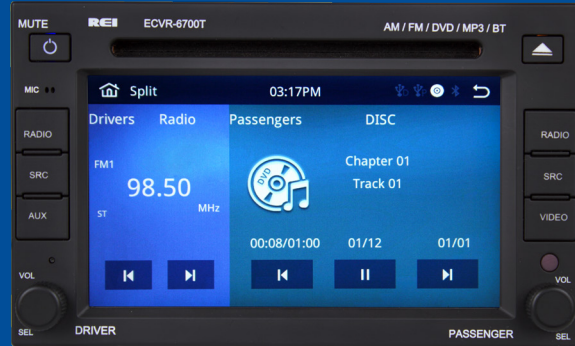 MUTE
REI
ECVR-6700T
AM / FM / DVD / MP3 / BT
MIC
RADIO
SRC
AUX
VOL
SEL
DRIVER
Split
03:17PM
Drivers Radio
FM1
98.50
MHz
ST
Passengers DISC
DVD
Chapter 01
Track 01
00:08/01:00 01/12 01/01
RADIO
SRC
VIDEO
VOL
PASSENGER
SEL